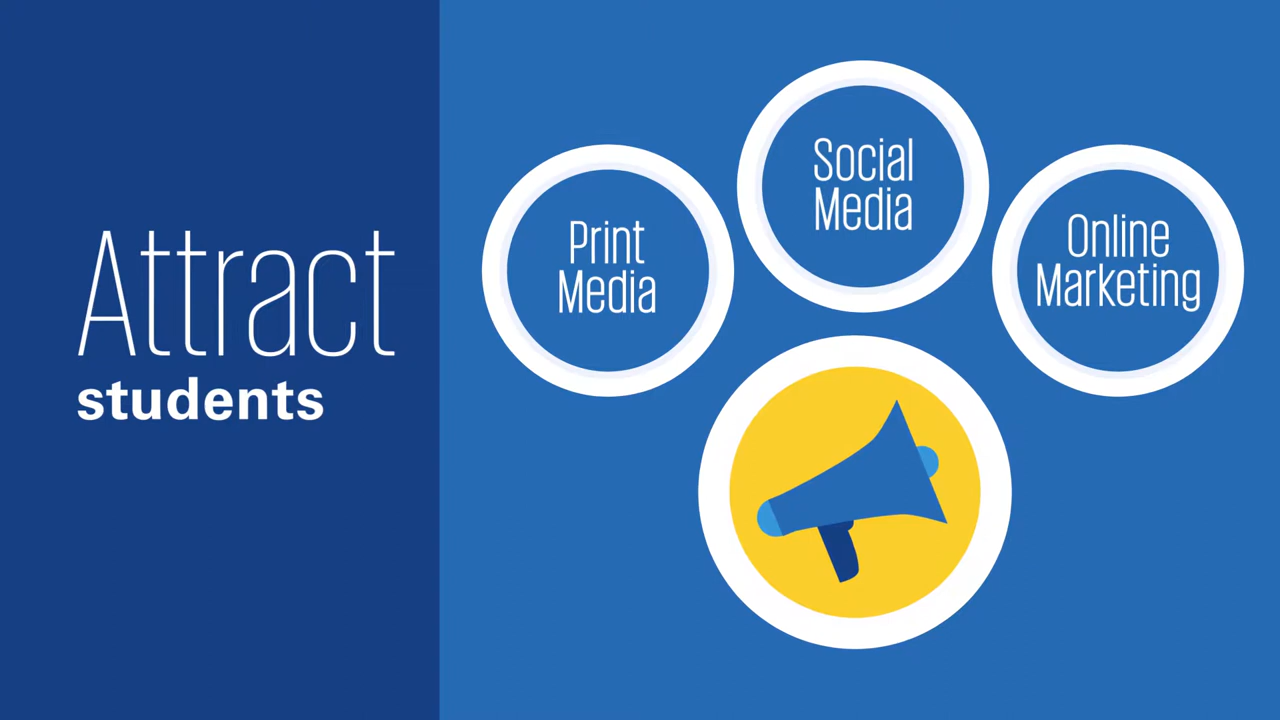 Attract
students
Print
Media
Social
Media
Online
Marketing